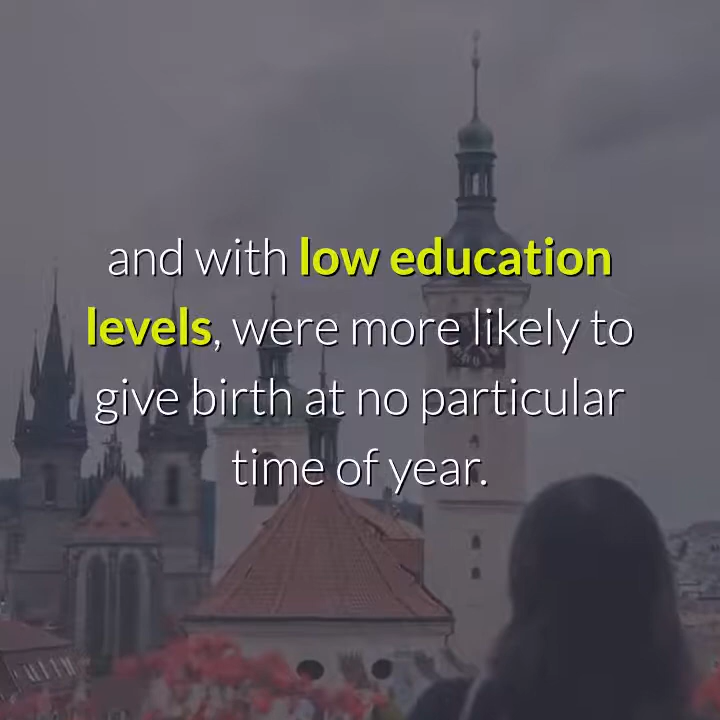 and with low education
levels, were more likely to
give birth at no particular
time of year.